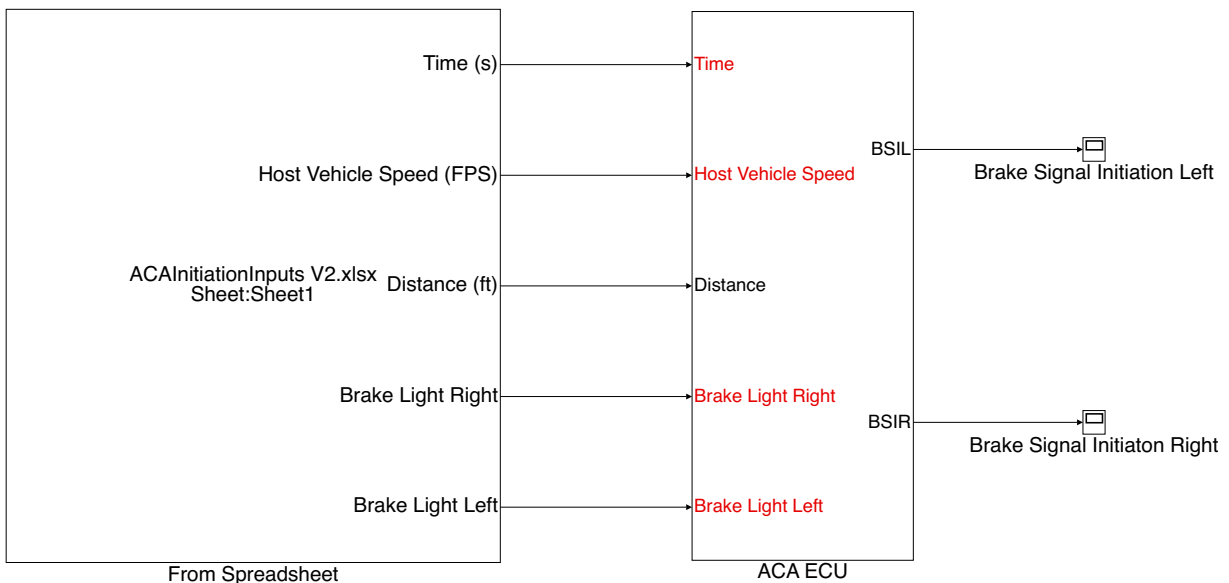 Time (s)
Time
BSIL
Brake Signal Initiation Left
Host Vehicle Speed (FPS)
Host Vehicle Speed
ACAInitiationInputs V2.xlsx
Sheet:Sheet1
Distance (ft)
Distance
Brake Light Right
Brake Light Right
BSIR
Brake Signal Initiaton Right
Brake Light Left
Brake Light Left
From Spreadsheet
ACA ECU